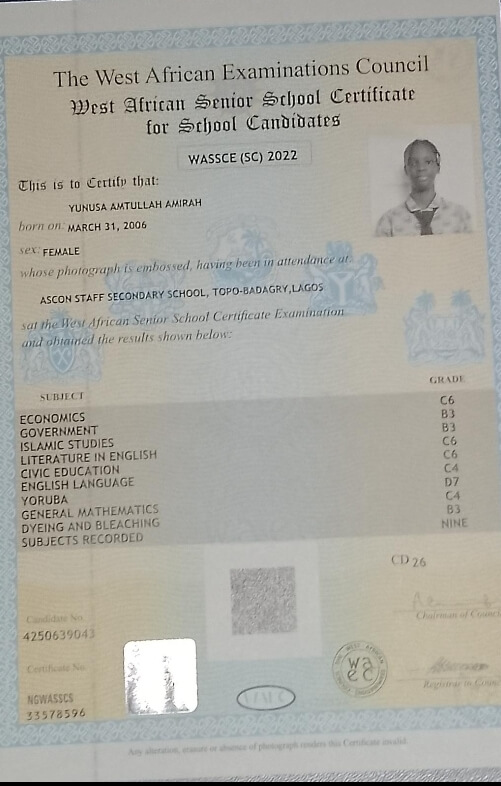 The West African Examinations Council
West African Senior School Certificate
for School Candidates
WASSCE (SC) 2022
This is to Certify that:
YUNUSA AMTULLAH AMIRAH
born on: MARCH 31, 2006
sex: FEMALE
whose photograph is embossed, having been in attendance at:
ASCON STAFF SECONDARY SCHOOL, TOPO-BADAGRY,LAGOS
sat the West African Senior School Certificate Examination
and obtained the results shown below:
SUBJECT GRADE
ECONOMICS C6
GOVERNMENT B3
ISLAMIC STUDIES B3
LITERATURE IN ENGLISH C6
CIVIC EDUCATION C6
ENGLISH LANGUAGE C4
YORUBA D7
GENERAL MATHEMATICS C4
DYEING AND BLEACHING B3
SUBJECTS RECORDED NINE
CD 26
Chairman of Counc
Candidate No.
4250639043
Certificate No.
NGWASSCS
33578596
WAEC
Registrar to Counc
Any alteration, erasure or absence of photograph renders this Certificate invalid.